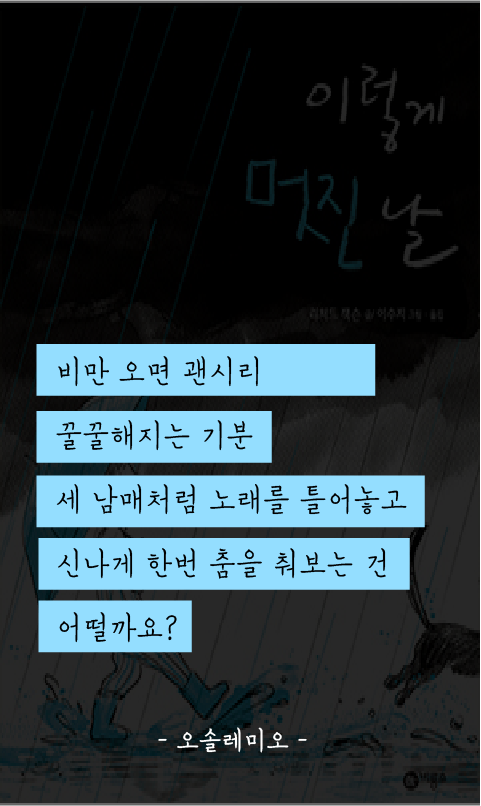 이렇게
멋진 날
리처드 잭슨 글/이수지 그림·옮김
비만 오면 괜시리
꿀꿀해지는 기분
세 남매처럼 노래를 틀어놓고
신나게 한번 춤을 춰보는 건
어떨까요?
- 오솔레미오 -
비룡소